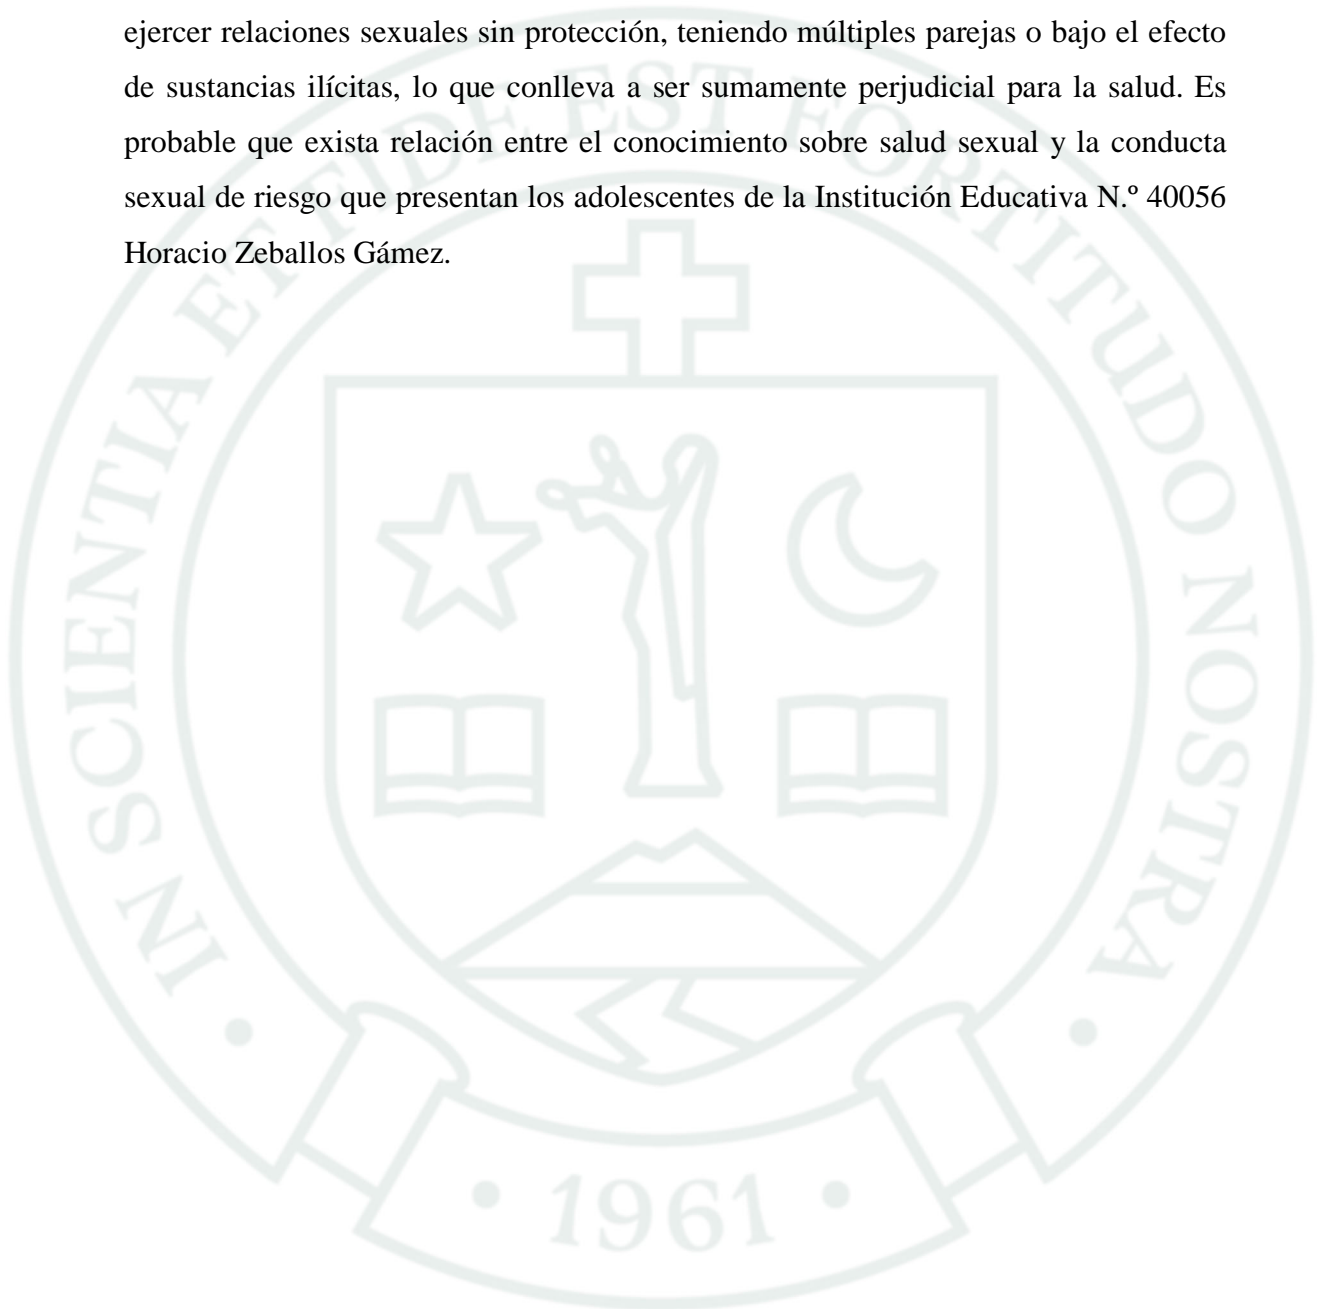 ejercer relaciones sexuales sin protección, teniendo múltiples parejas o bajo el efecto
de sustancias ilícitas, lo que conlleva a ser sumamente perjudicial para la salud. Es
probable que exista relación entre el conocimiento sobre salud sexual y la conducta
sexual de riesgo que presentan los adolescentes de la Institución Educativa N.º 40056
Horacio Zeballos Gámez.
IN SCIENTIA ET FIDE EST FORTITUDO NOSTRA
• 1961 •